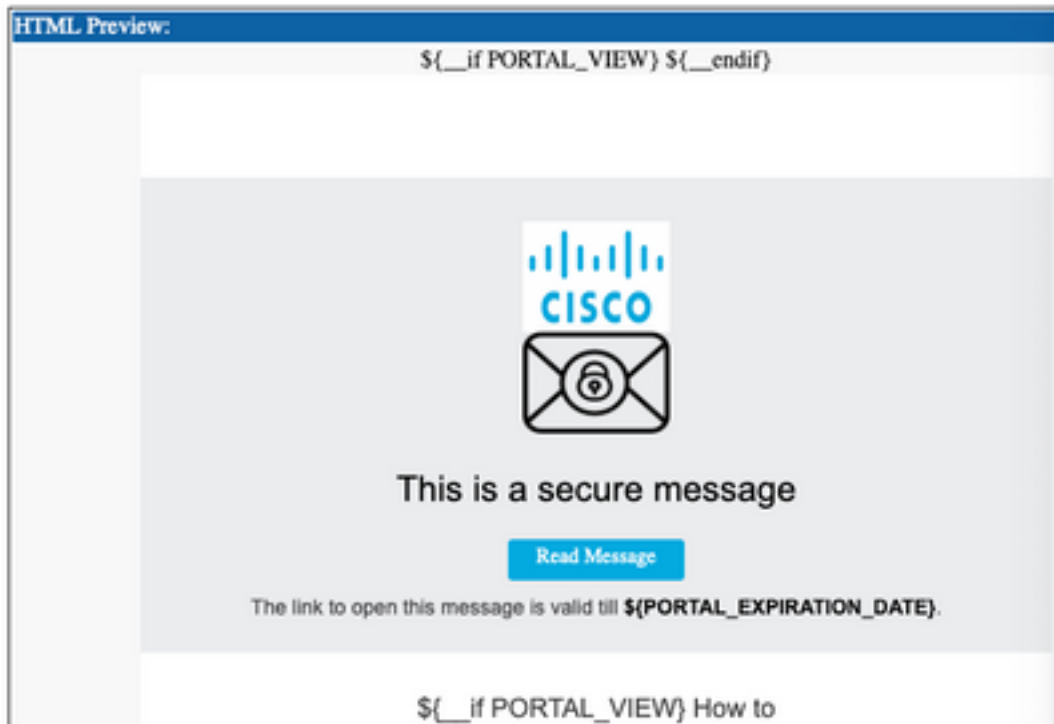 HTML Preview:
${__if PORTAL_VIEW} ${__endif}
CISCO
This is a secure message
Read Message
The link to open this message is valid till ${PORTAL_EXPIRATION_DATE}.
${__if PORTAL_VIEW} How to